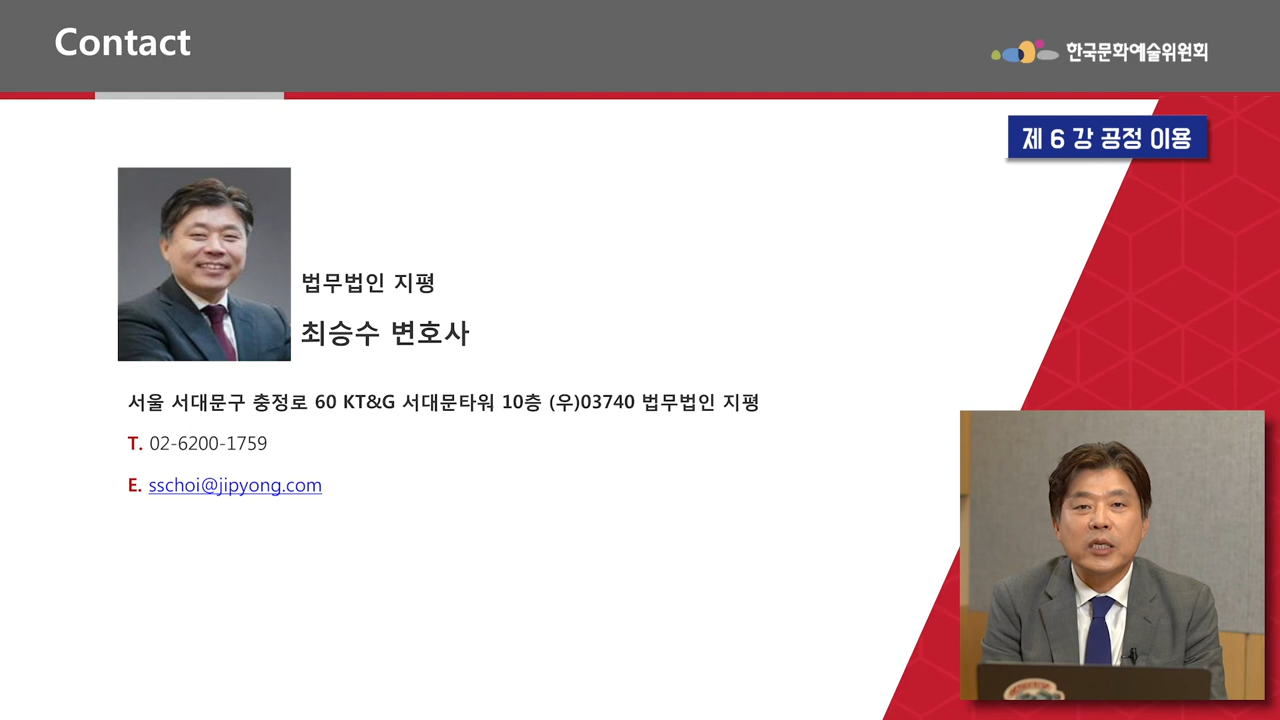 Contact
한국문화예술위원회
제 6 강 공정 이용
법무법인 지평
최승수 변호사
서울 서대문구 충정로 60 KT&G 서대문타워 10층 (우)03740 법무법인 지평
T. 02-6200-1759
E. sschoi@jipyong.com